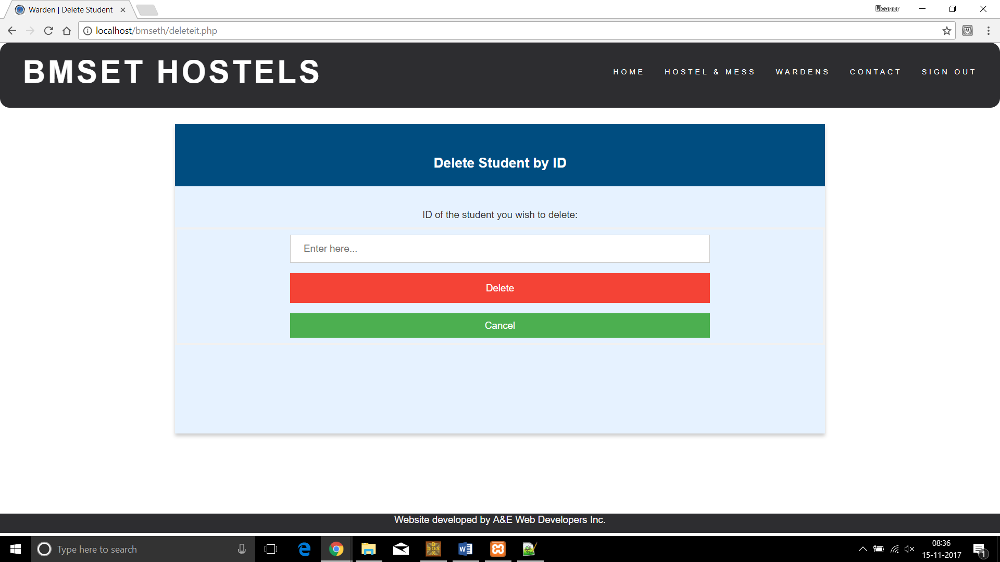 Warden | Delete Student
Eleanor
localhost/bmseth/deleteit.php
BMSET HOSTELS
HOME
HOSTEL & MESS
WARDENS
CONTACT
SIGN OUT
Delete Student by ID
ID of the student you wish to delete:
Enter here...
Delete
Cancel
Website developed by A&E Web Developers Inc.
Type here to search
08:36
15-11-2017
1